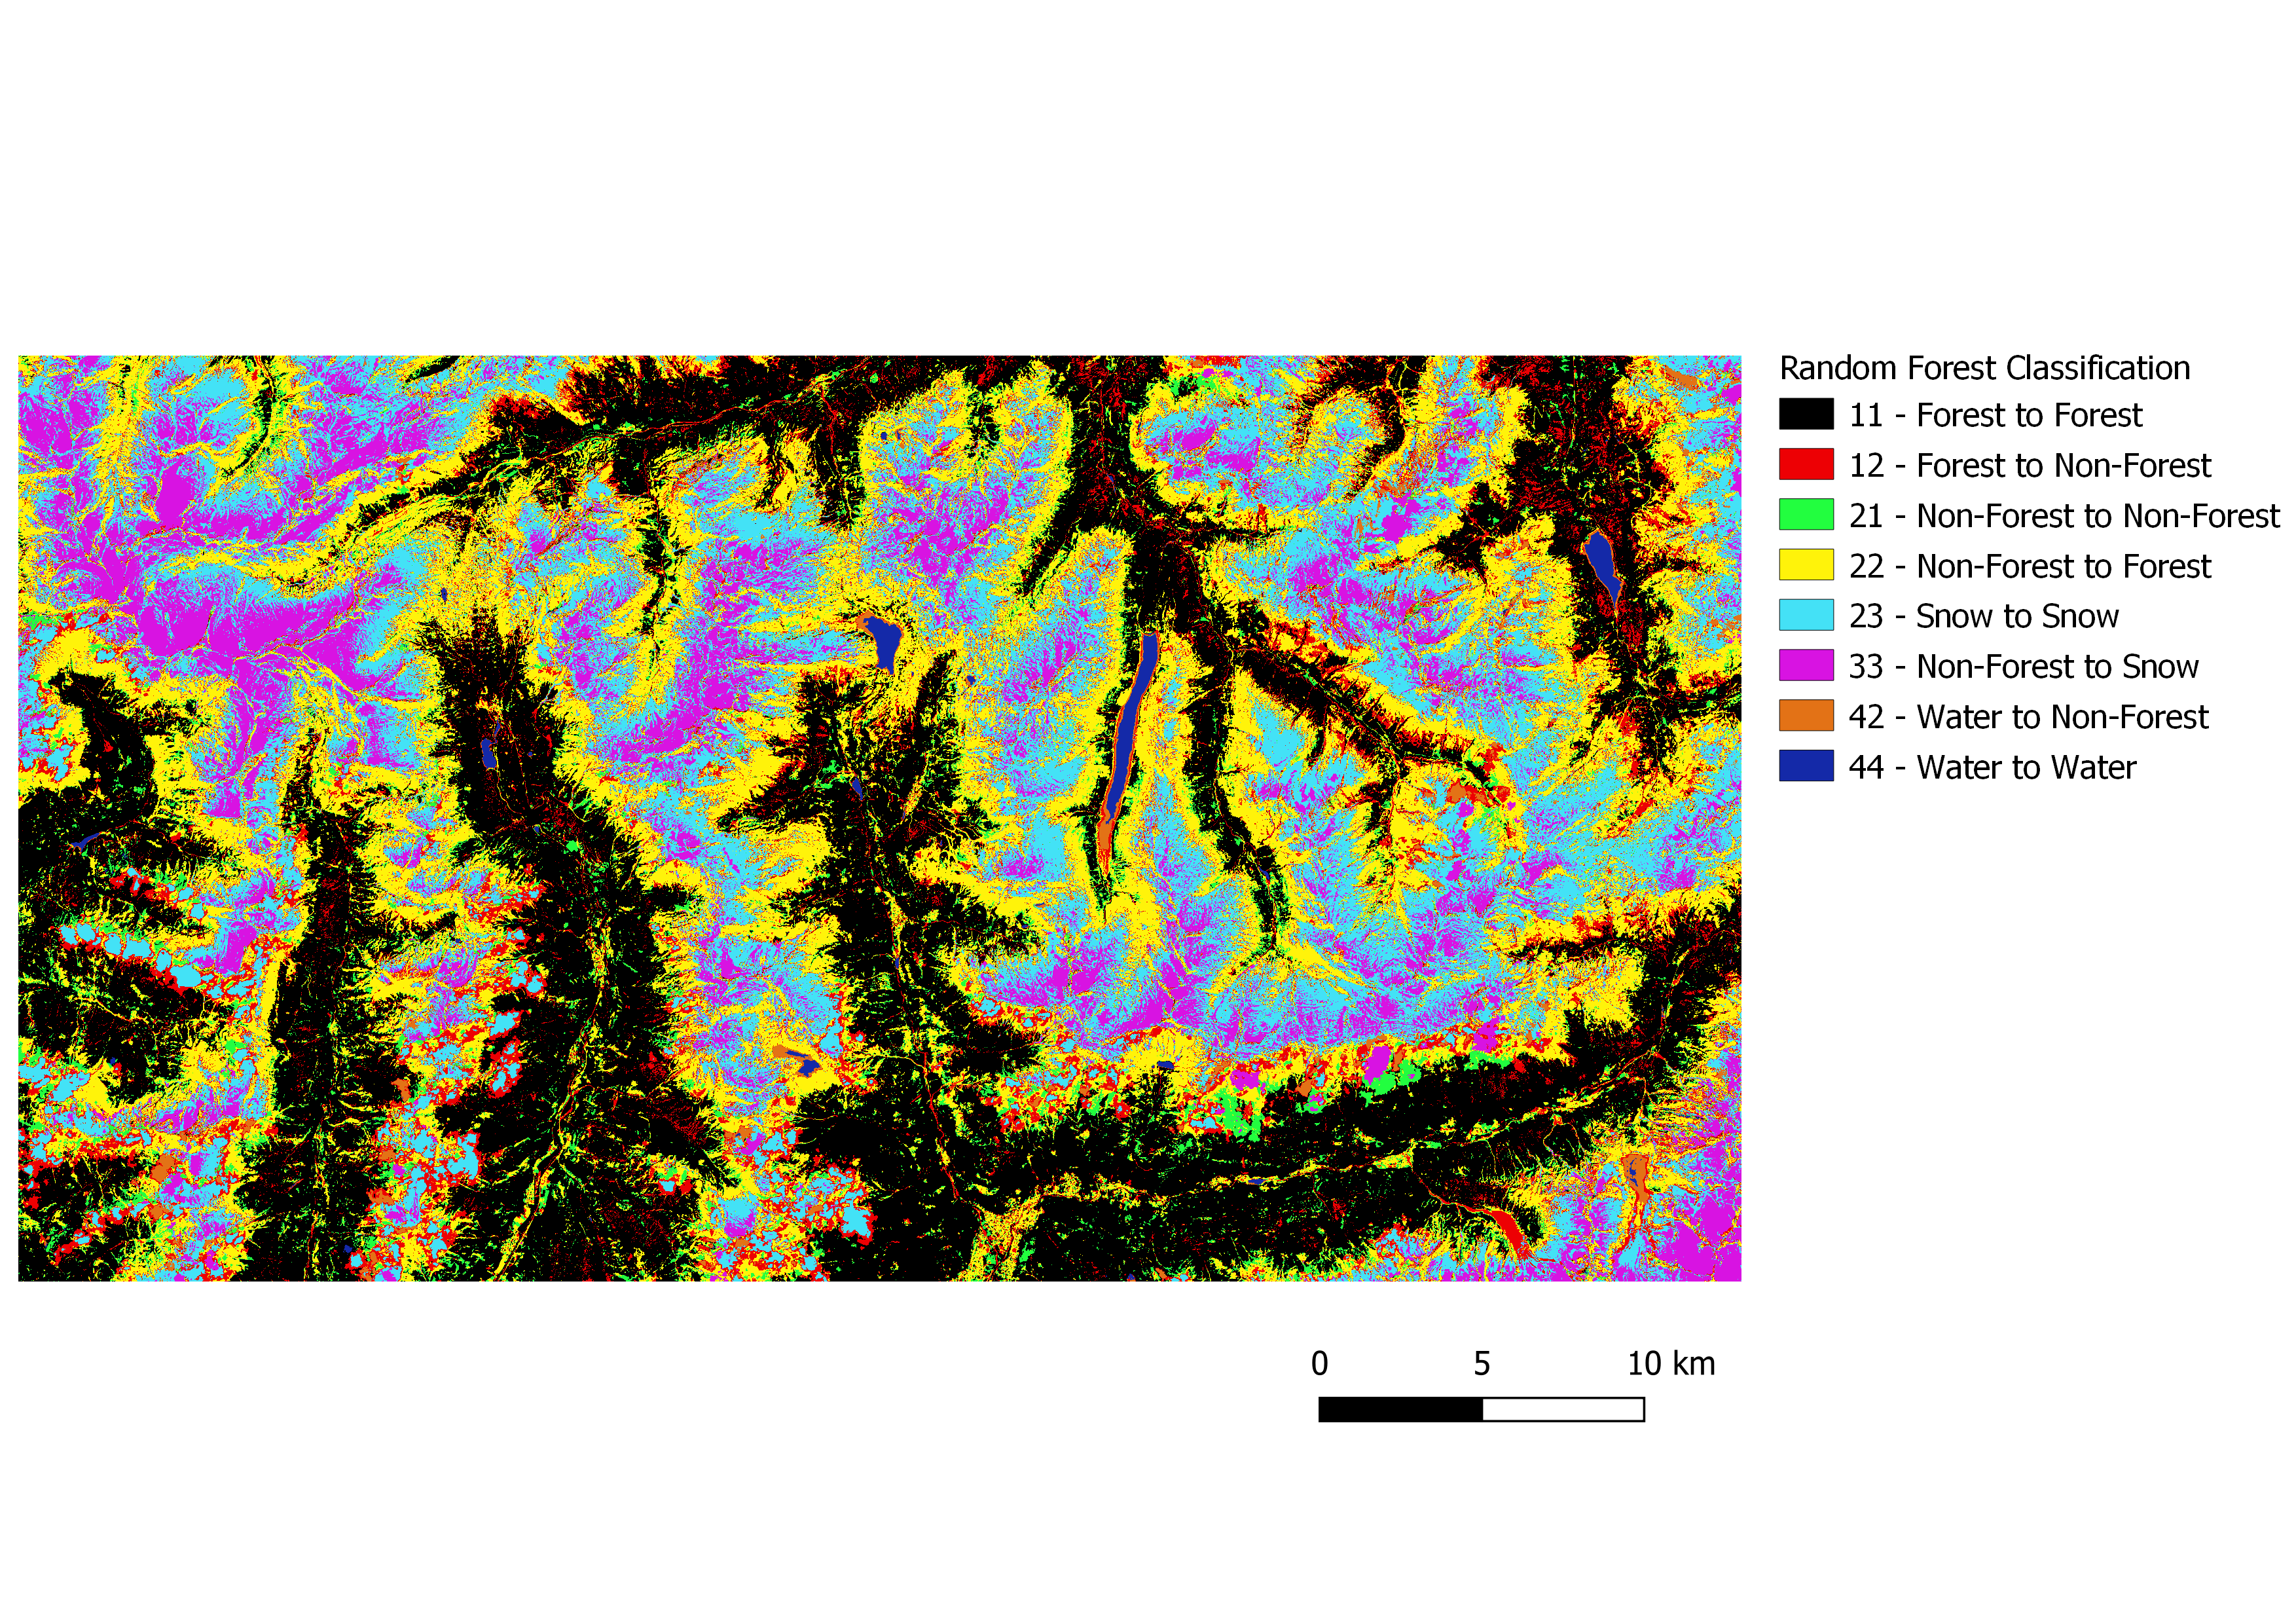 Random Forest Classification
11 - Forest to Forest
12 - Forest to Non-Forest
21 - Non-Forest to Non-Forest
22 - Non-Forest to Forest
23 - Snow to Snow
33 - Non-Forest to Snow
42 - Water to Non-Forest
44 - Water to Water
0 5 10 km